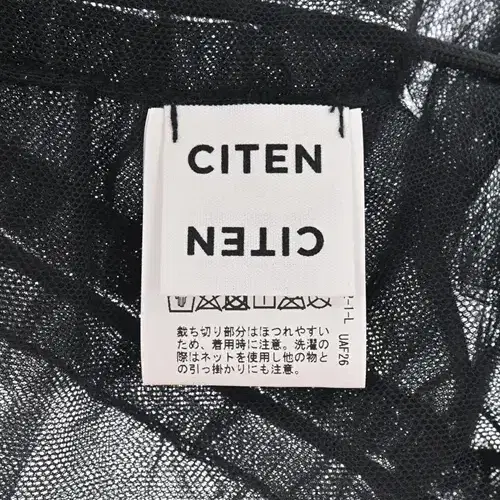 CITEN
CITEN
裁ち切り部分はほつれやすい
ため、着用時に注意。洗濯の
際はネットを使用し他の物と
の引っ掛かりにも注意。
UAF26